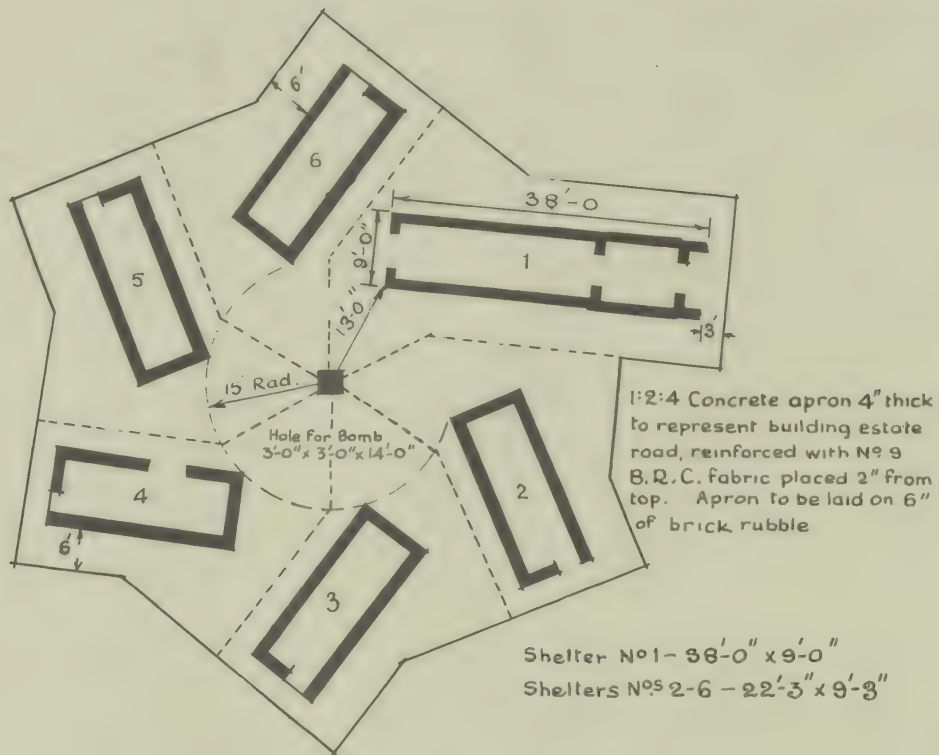 6'
6
38'-0
9'-0"
1
5
13'-0"
3'
15' Rad.
1:2:4 Concrete apron 4" thick
to represent building estate
road, reinforced with Nº 9
B.R.C. fabric placed 2" from
top. Apron to be laid on 6"
of brick rubble
Hole for Bomb
3'-0" x 3'-0" x 14'-0"
4
2
6'
3
Shelter Nº 1 - 38'-0" x 9'-0"
Shelters Nº.s 2-6 - 22'-3" x 9'-3"